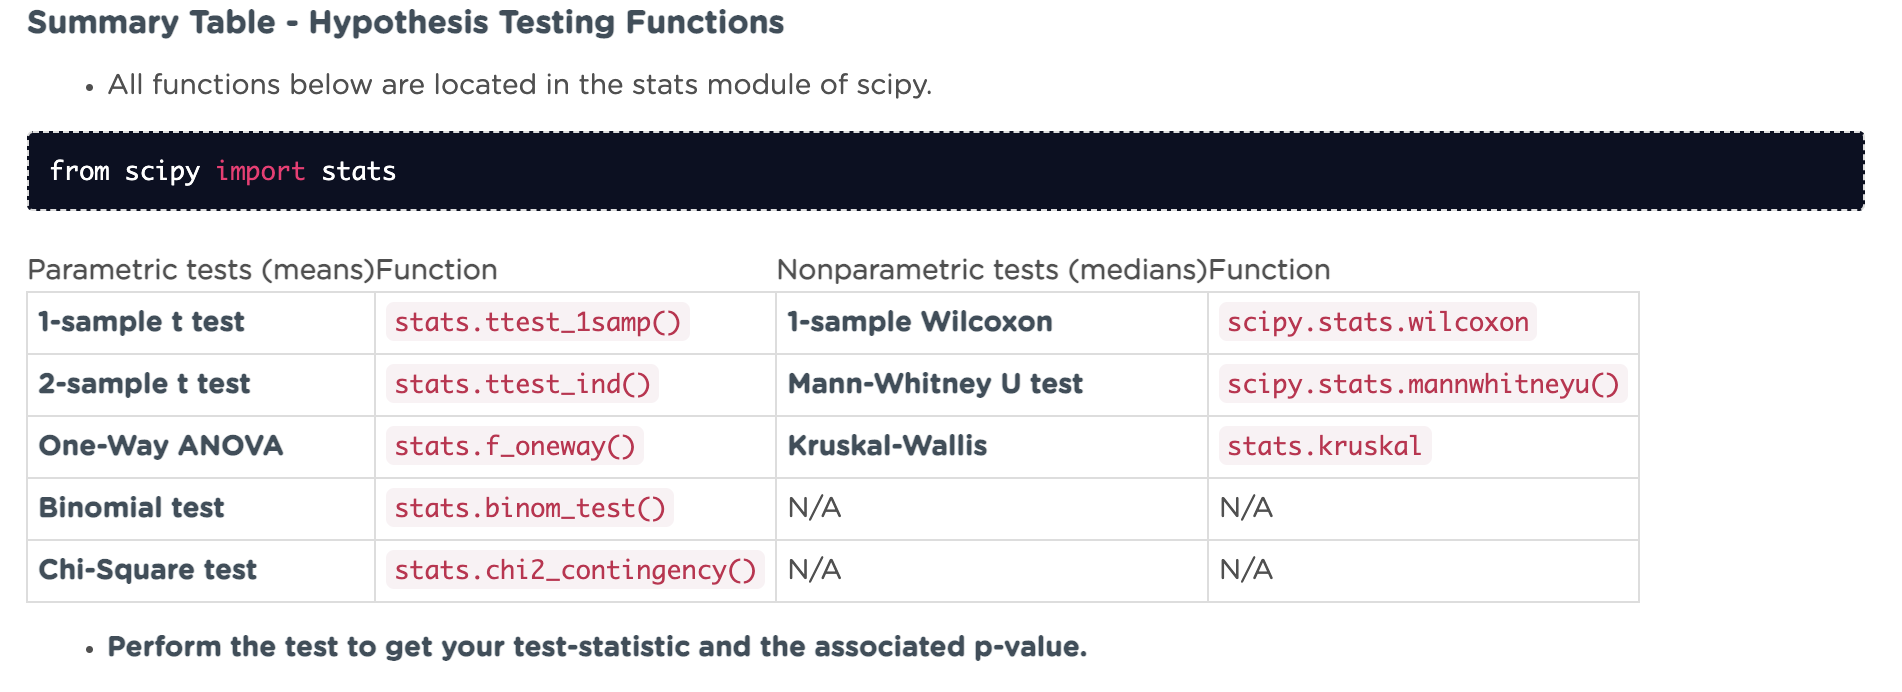 Summary Table - Hypothesis Testing Functions
• All functions below are located in the stats module of scipy.
from scipy import stats
Parametric tests (means) Function Nonparametric tests (medians) Function
1-sample t test stats.ttest_1samp() 1-sample Wilcoxon scipy.stats.wilcoxon
2-sample t test stats.ttest_ind() Mann-Whitney U test scipy.stats.mannwhitneyu()
One-Way ANOVA stats.f_oneway() Kruskal-Wallis stats.kruskal
Binomial test stats.binom_test() N/A N/A
Chi-Square test stats.chi2_contingency() N/A N/A
• Perform the test to get your test-statistic and the associated p-value.